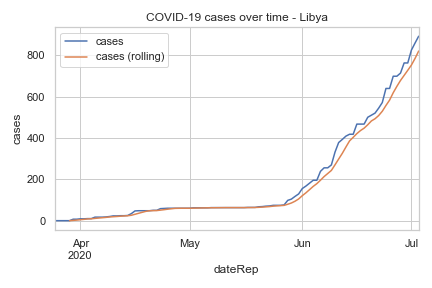 COVID-19 cases over time - Libya
cases
cases (rolling)
800
600
400
200
0
cases
Apr
2020
May
Jun
Jul
dateRep